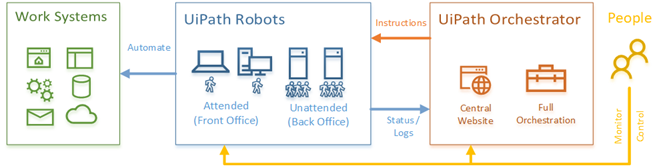 Work Systems
UiPath Robots
UiPath Orchestrator
People
Automate
Instructions
Attended
(Front Office)
Unattended
(Back Office)
Status/
Logs
Central
Website
Full
Orchestration
Monitor
Control